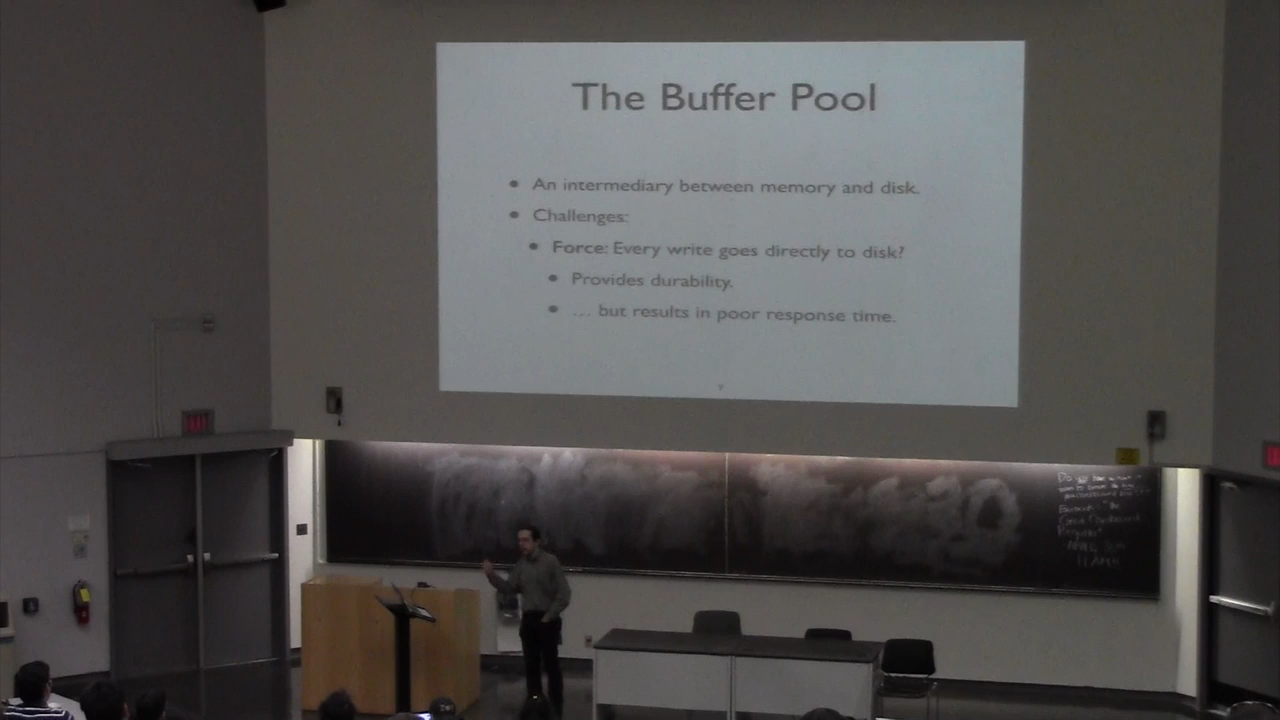 The Buffer Pool
• An intermediary between memory and disk.
• Challenges:
• Force: Every write goes directly to disk?
• Provides durability.
• ... but results in poor response time.